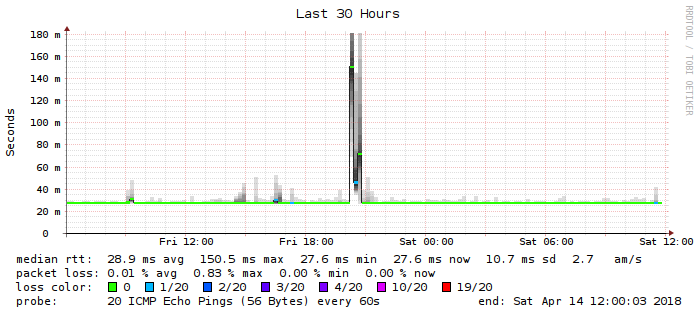 Last 30 Hours
RRDTOOL / TOBI OETIKER
Seconds
180 m
160 m
140 m
120 m
100 m
80 m
60 m
40 m
20 m
0
Fri 12:00 Fri 18:00 Sat 00:00 Sat 06:00 Sat 12:00
median rtt: 28.9 ms avg 150.5 ms max 27.6 ms min 27.6 ms now 10.7 ms sd 2.7 am/s
packet loss: 0.01 % avg 0.83 % max 0.00 % min 0.00 % now
loss color: 0 1/20 2/20 3/20 4/20 10/20 19/20
probe: 20 ICMP Echo Pings (56 Bytes) every 60s end: Sat Apr 14 12:00:03 2018